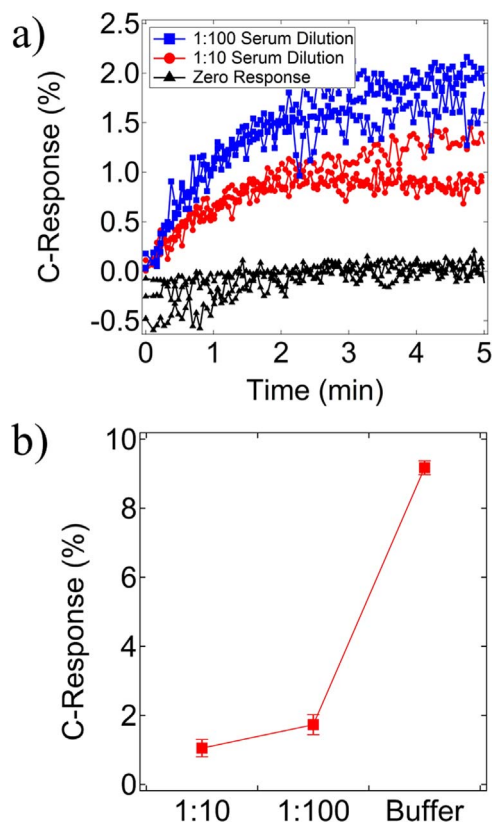 a)
C-Response (%)
2.5
2.0
1.5
1.0
0.5
0.0
-0.5
1:100 Serum Dilution
1:10 Serum Dilution
Zero Response
0 1 2 3 4 5
Time (min)
b)
C-Response (%)
10
8
6
4
2
0
1:10 1:100 Buffer